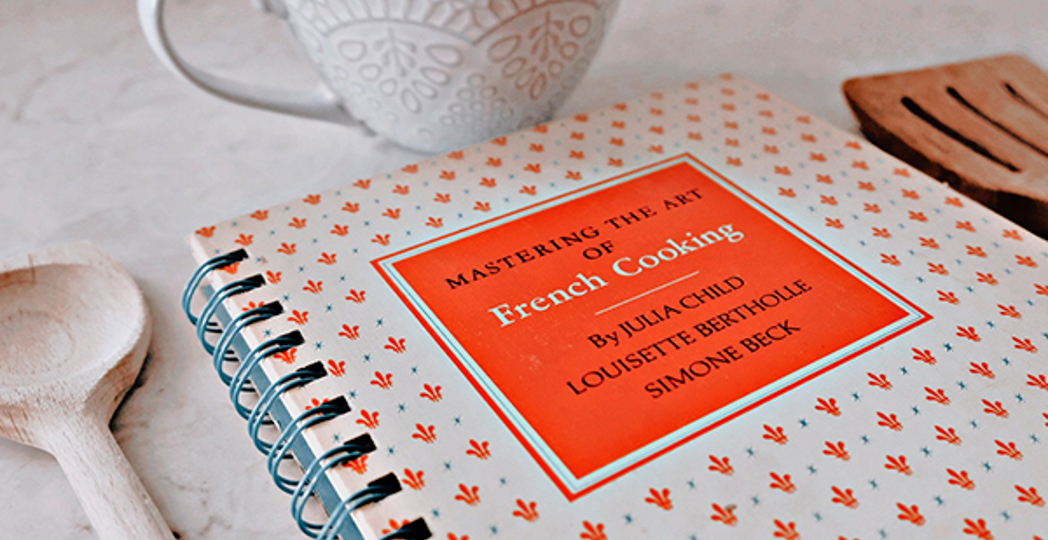 MASTERING THE ART
OF
French Cooking
By JULIA CHILD
LOUISETTE BERTHOLLE
SIMONE BECK